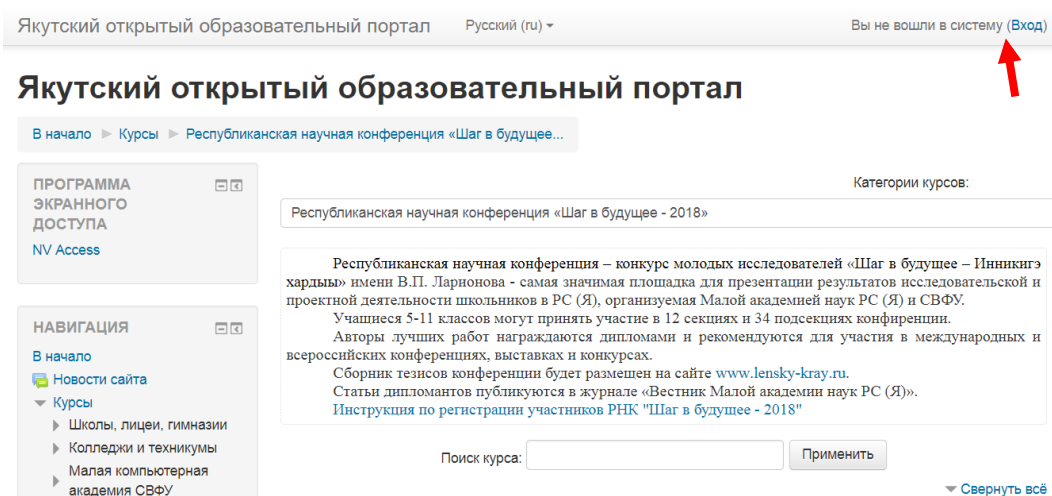 Якутский открытый образовательный портал Русский (ru) Вы не вошли в систему (Вход)
Якутский открытый образовательный портал
В начало Курсы Республиканская научная конференция «Шаг в будущее...
ПРОГРАММА
ЭКРАННОГО
ДОСТУПА
NV Access
НАВИГАЦИЯ
В начало
Новости сайта
Курсы
Школы, лицеи, гимназии
Колледжи и техникумы
Малая компьютерная
академия СВФУ
Категории курсов:
Республиканская научная конференция «Шаг в будущее - 2018»
Республиканская научная конференция – конкурс молодых исследователей «Шаг в будущее – Инникигэ
хардыы» имени В.П. Ларионова - самая значимая площадка для презентации результатов исследовательской и
проектной деятельности школьников в РС (Я), организуемая Малой академией наук РС (Я) и СВФУ.
Учащиеся 5-11 классов могут принять участие в 12 секциях и 34 подсекциях конфиренции.
Авторы лучших работ награждаются дипломами и рекомендуются для участия в международных и
всероссийских конференциях, выставках и конкурсах.
Сборник тезисов конференции будет размещен на сайте www.lensky-kray.ru.
Статьи дипломантов публикуются в журнале «Вестник Малой академии наук РС (Я)».
Инструкция по регистрации участников РНК "Шаг в будущее - 2018"
Поиск курса: Применить
Свернуть всё